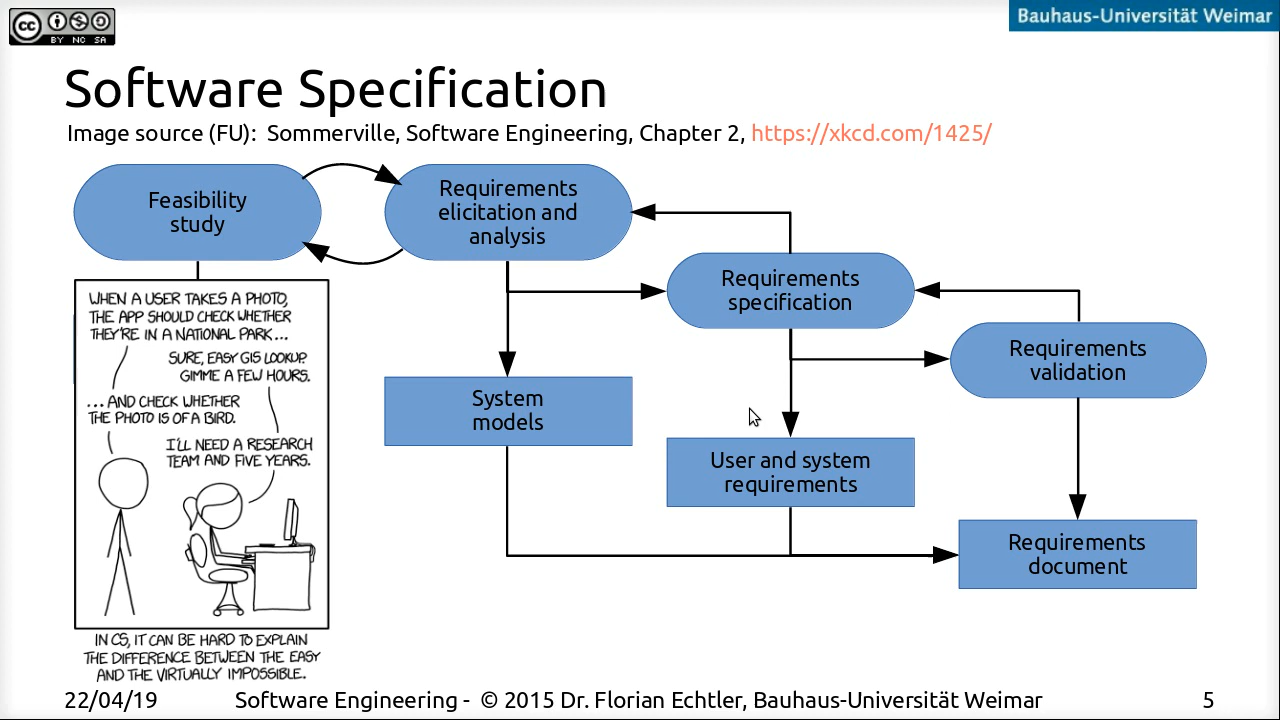 cc
BY NC SA
Bauhaus-Universität Weimar
Software Specification
Image source (FU): Sommerville, Software Engineering, Chapter 2, https://xkcd.com/1425/
Feasibility
study
Requirements
elicitation and
analysis
Requirements
specification
Requirements
validation
System
models
User and system
requirements
Requirements
document
WHEN A USER TAKES A PHOTO,
THE APP SHOULD CHECK WHETHER
THEY'RE IN A NATIONAL PARK...
SURE, EASY GIS LOOKUP.
GIMME A FEW HOURS.
...AND CHECK WHETHER
THE PHOTO IS OF A BIRD.
I'LL NEED A RESEARCH
TEAM AND FIVE YEARS.
IN CS, IT CAN BE HARD TO EXPLAIN
THE DIFFERENCE BETWEEN THE EASY
AND THE VIRTUALLY IMPOSSIBLE.
22/04/19
Software Engineering - © 2015 Dr. Florian Echtler, Bauhaus-Universität Weimar
5